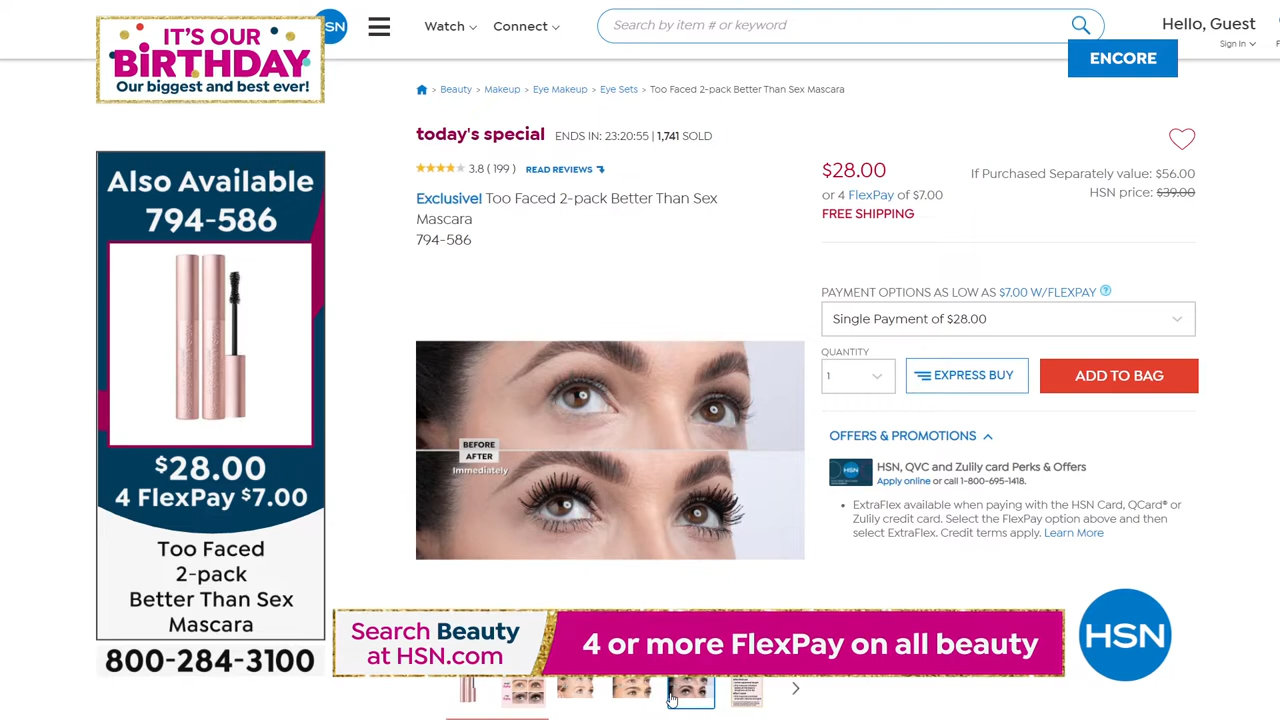 IT'S OUR
BiRTHDAY
Our biggest and best ever!
SN
Watch
Connect
Search by item # or keyword
Hello, Guest
Sign In
ENCORE
Beauty > Makeup > Eye Makeup > Eye Sets > Too Faced 2-pack Better Than Sex Mascara
today's special ENDS IN: 23:20:55 | 1,741 SOLD
3.8 ( 199 ) READ REVIEWS
Exclusive! Too Faced 2-pack Better Than Sex
Mascara
794-586
$28.00
or 4 FlexPay of $7.00
FREE SHIPPING
If Purchased Separately value: $56.00
HSN price: $39.00
PAYMENT OPTIONS AS LOW AS $7.00 W/FLEXPAY ?
Single Payment of $28.00
QUANTITY
1
EXPRESS BUY
ADD TO BAG
OFFERS & PROMOTIONS
HSN
HSN, QVC and Zulily card Perks & Offers
Apply online or call 1-800-695-1418.
• ExtraFlex available when paying with the HSN Card, QCard® or
Zulily credit card. Select the FlexPay option above and then
select ExtraFlex. Credit terms apply. Learn More
BEFORE
AFTER
Immediately
Also Available
794-586
$28.00
4 FlexPay $7.00
Too Faced
2-pack
Better Than Sex
Mascara
800-284-3100
Search Beauty
at HSN.com
4 or more FlexPay on all beauty
HSN